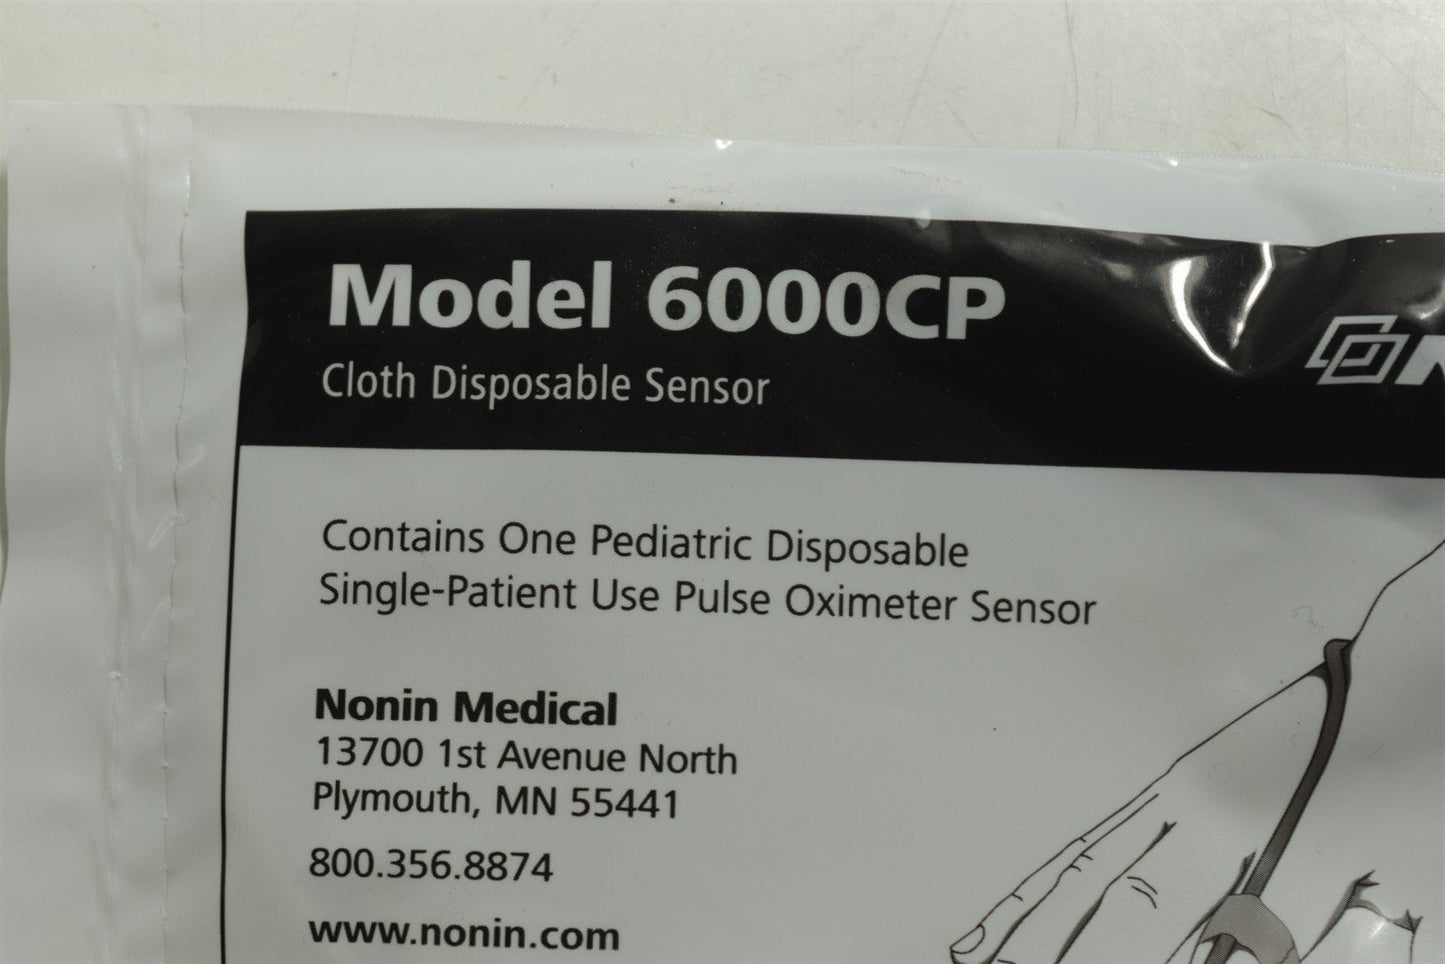 Model 6000CP
Cloth Disposable Sensor
Contains One Pediatric Disposable
Single-Patient Use Pulse Oximeter Sensor
Nonin Medical
13700 1st Avenue North
Plymouth, MN 55441
800.356.8874
www.nonin.com